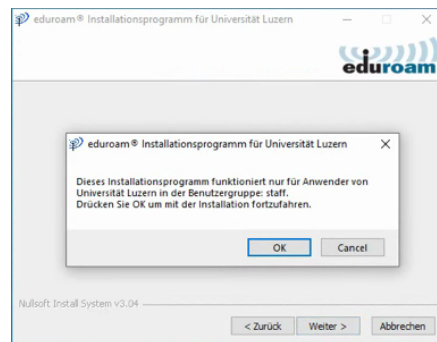 eduroam® Installationsprogramm für Universität Luzern
eduroam
eduroam® Installationsprogramm für Universität Luzern
Dieses Installationsprogramm funktioniert nur für Anwender von
Universität Luzern in der Benutzergruppe: staff.
Drücken Sie OK um mit der Installation fortzufahren.
OK Cancel
Nullsoft Install System v3.04
< Zurück Weiter > Abbrechen